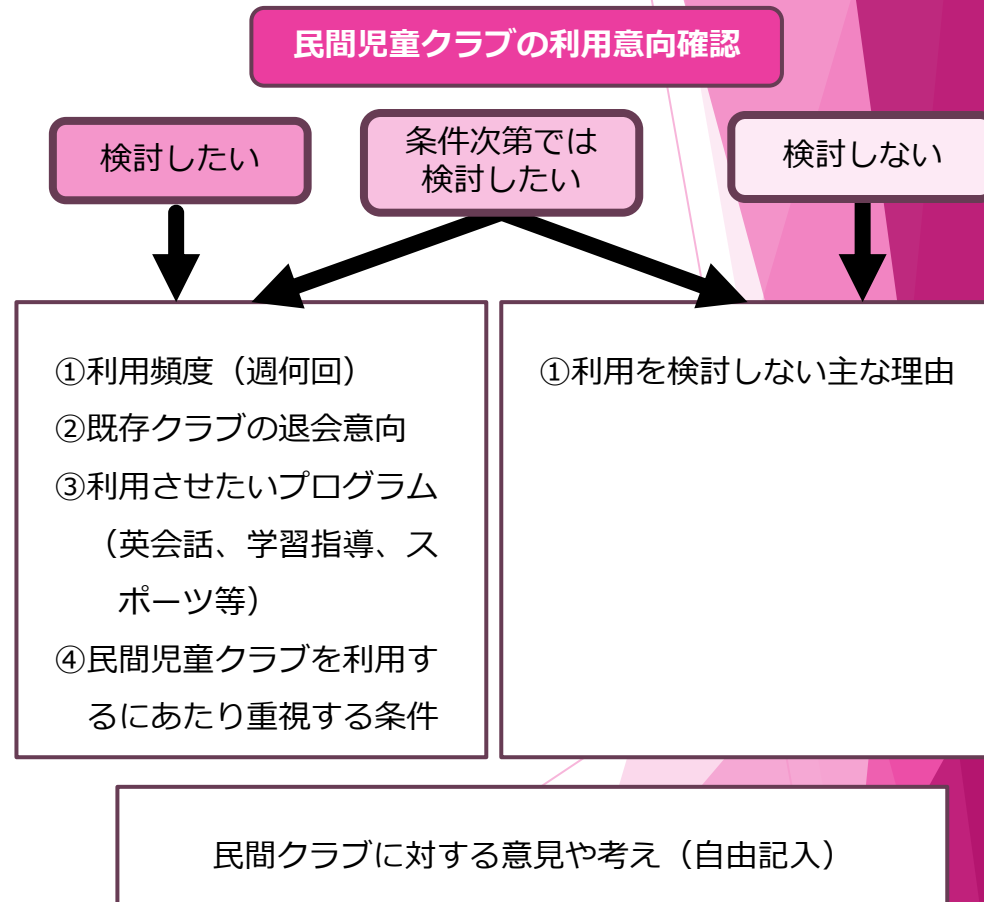 民間児童クラブの利用意向確認
検討したい
条件次第では
検討したい
検討しない
①利用頻度（週何回）
②既存クラブの退会意向
③利用させたいプログラム
（英会話、学習指導、ス
ポーツ等）
④民間児童クラブを利用す
るにあたり重視する条件
①利用を検討しない主な理由
民間クラブに対する意見や考え（自由記入）